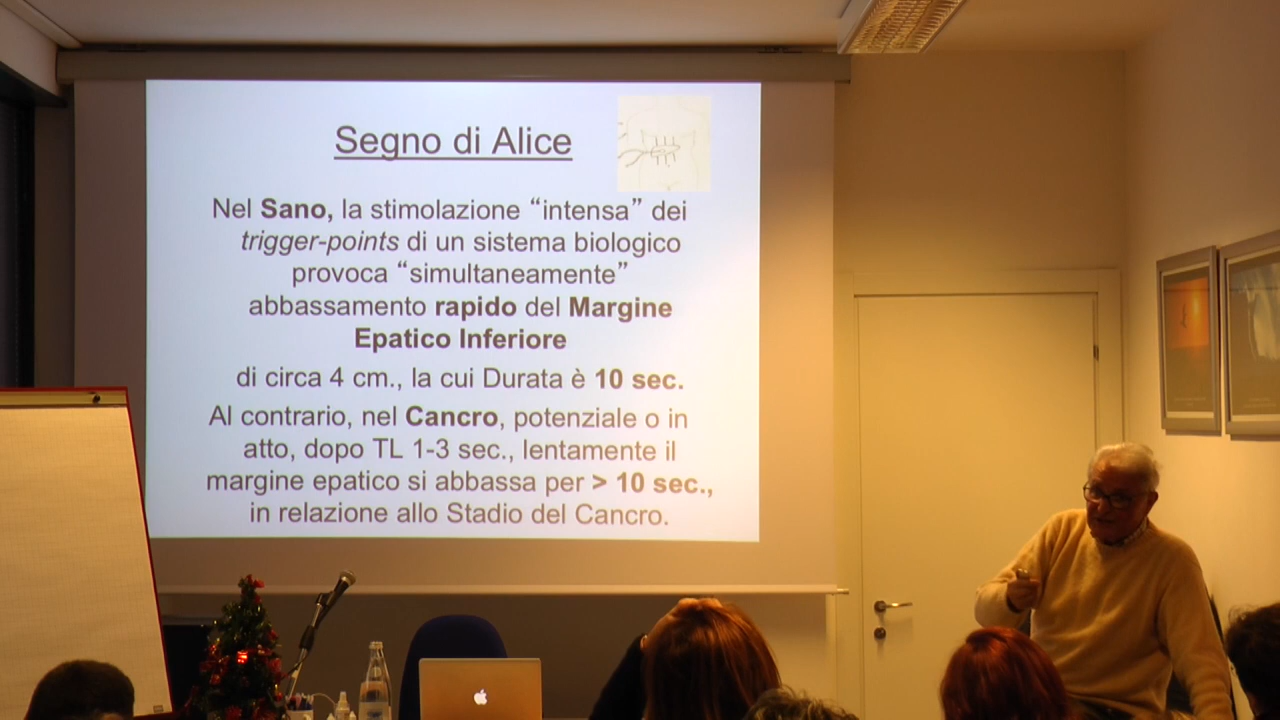 Segno di Alice
Nel Sano, la stimolazione “intensa” dei
trigger-points di un sistema biologico
provoca “simultaneamente”
abbassamento rapido del Margine
Epatico Inferiore
di circa 4 cm., la cui Durata è 10 sec.
Al contrario, nel Cancro, potenziale o in
atto, dopo TL 1-3 sec., lentamente il
margine epatico si abbassa per > 10 sec.,
in relazione allo Stadio del Cancro.